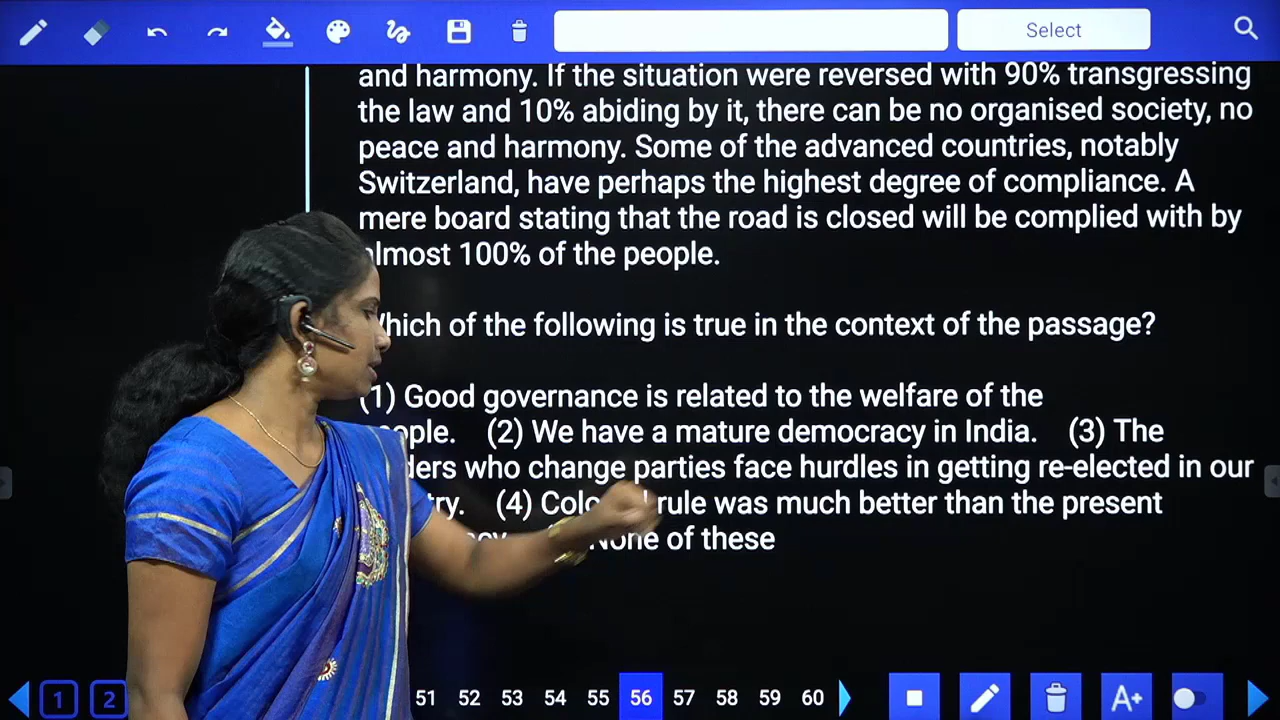 Select
and harmony. If the situation were reversed with 90% transgressing
the law and 10% abiding by it, there can be no organised society, no
peace and harmony. Some of the advanced countries, notably
Switzerland, have perhaps the highest degree of compliance. A
mere board stating that the road is closed will be complied with by
almost 100% of the people.
Which of the following is true in the context of the passage?
(1) Good governance is related to the welfare of the
people. (2) We have a mature democracy in India. (3) The
who change parties face hurdles in getting re-elected in our
(4) Colonial rule was much better than the present
None of these
1 2 51 52 53 54 55 56 57 58 59 60 A+